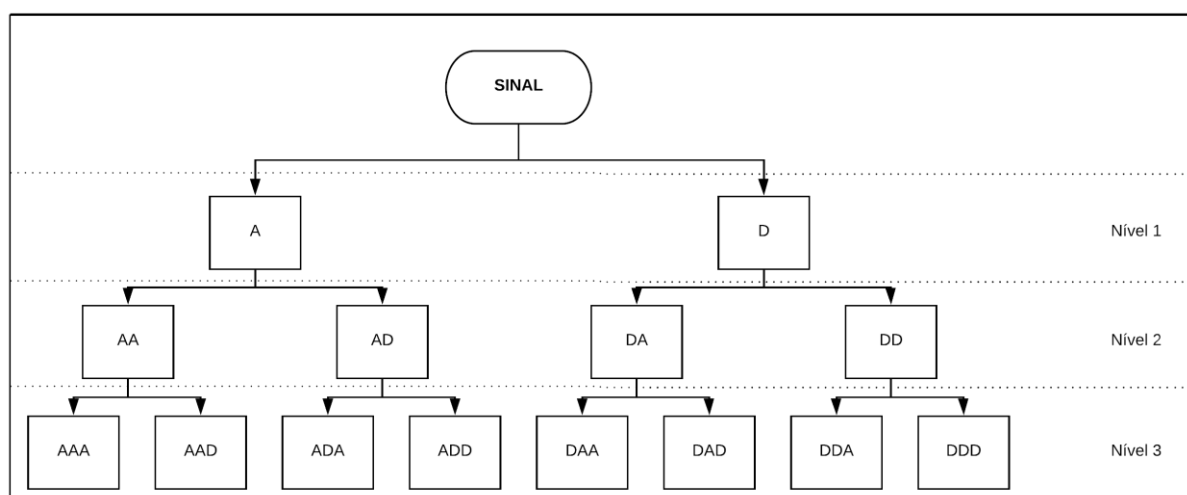 SINAL
A
D
Nível 1
AA
AD
DA
DD
Nível 2
AAA
AAD
ADA
ADD
DAA
DAD
DDA
DDD
Nível 3